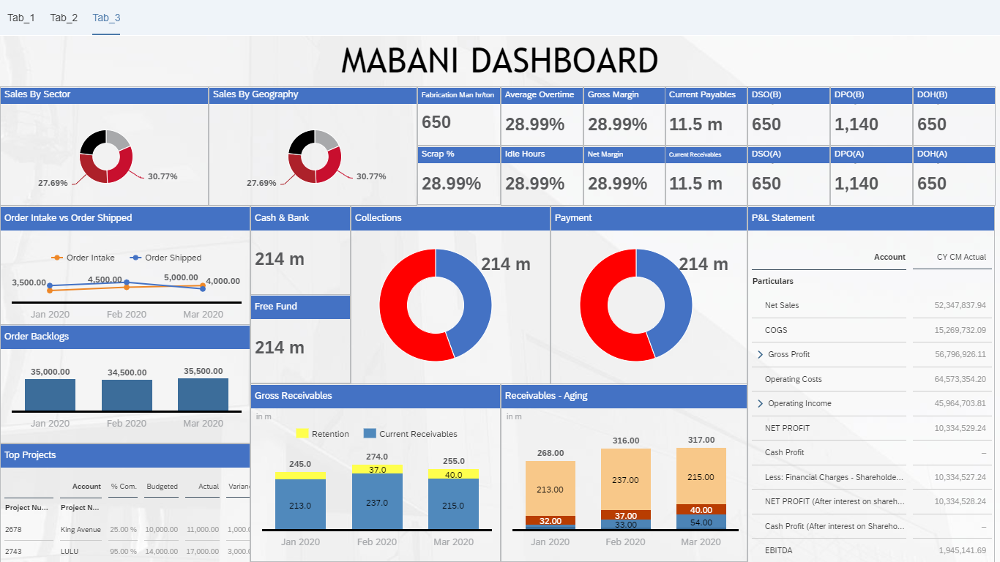 Tab_1 Tab_2 Tab_3
MABANI DASHBOARD
Sales By Sector
27.69%
30.77%
Sales By Geography
27.69%
30.77%
Fabrication Man hr/ton
650
Average Overtime
28.99%
Gross Margin
28.99%
Current Payables
11.5 m
DSO(B)
650
DPO(B)
1,140
DOH(B)
650
Scrap %
28.99%
Idle Hours
28.99%
Net Margin
28.99%
Current Receivables
11.5 m
DSO(A)
650
DPO(A)
1,140
DOH(A)
650
Order Intake vs Order Shipped
Order Intake Order Shipped
3,500.00 4,500.00 5,000.00 4,000.00
Jan 2020 Feb 2020 Mar 2020
Order Backlogs
35,000.00 34,500.00 35,500.00
Jan 2020 Feb 2020 Mar 2020
Top Projects
Account % Com. Budgeted Actual Varian
Project Nu... Project N...
2678 King Avenue 25.00 % 10,000.00 11,000.00 1,000.0
2743 LULU 95.00 % 14,000.00 17,000.00 3,000.0
Cash & Bank
214 m
Free Fund
214 m
Collections
214 m
Payment
214 m
Gross Receivables
in m
Retention Current Receivables
245.0 274.0 255.0
37.0 40.0
213.0 237.0 215.0
Jan 2020 Feb 2020 Mar 2020
Receivables - Aging
in m
268.00 316.00 317.00
213.00 237.00 215.00
32.00 37.00 40.00
33.00 54.00
Jan 2020 Feb 2020 Mar 2020
P&L Statement
Account CY CM Actual
Particulars
Net Sales 52,347,837.94
COGS 15,269,732.09
Gross Profit 56,796,926.11
Operating Costs 64,573,354.20
Operating Income 45,964,703.81
NET PROFIT 10,334,529.24
Cash Profit –
Less: Financial Charges - Shareholde... 10,334,527.24
NET PROFIT (After interest on shareh... 10,334,528.24
Cash Profit (After interest on Shareho... –
EBITDA 1,945,141.69